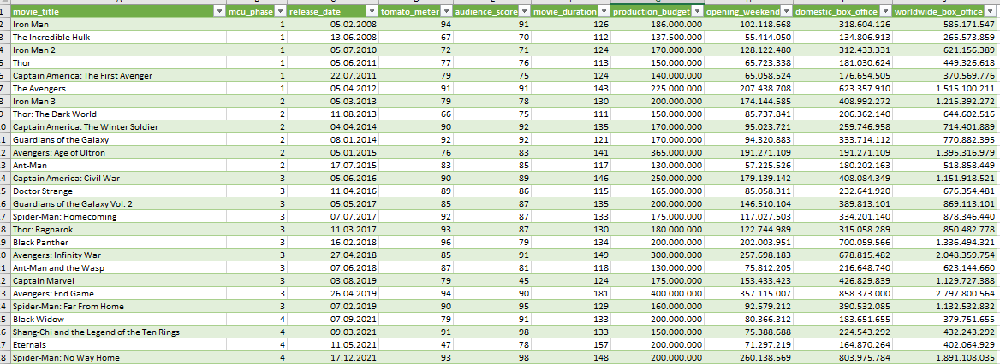 1 movie_title mcu_phase release_date tomato_meter audience_score movie_duration production_budget opening_weekend domestic_box_office worldwide_box_office
2 Iron Man 1 05.02.2008 94 91 126 186.000.000 102.118.668 318.604.126 585.171.547
3 The Incredible Hulk 1 13.06.2008 67 70 112 137.500.000 55.414.050 134.806.913 265.573.859
4 Iron Man 2 1 05.07.2010 72 71 124 170.000.000 128.122.480 312.433.331 621.156.389
5 Thor 1 05.06.2011 77 76 113 150.000.000 65.723.338 181.030.624 449.326.618
6 Captain America: The First Avenger 1 22.07.2011 79 75 124 140.000.000 65.058.524 176.654.505 370.569.776
7 The Avengers 1 05.04.2012 91 91 143 225.000.000 207.438.708 623.357.910 1.515.100.211
8 Iron Man 3 2 05.03.2013 79 78 130 200.000.000 174.144.585 408.992.272 1.215.392.272
9 Thor: The Dark World 2 11.08.2013 66 75 111 150.000.000 85.737.841 206.362.140 644.602.516
0 Captain America: The Winter Soldier 2 04.04.2014 90 92 135 170.000.000 95.023.721 259.746.958 714.401.889
1 Guardians of the Galaxy 2 08.01.2014 92 92 121 170.000.000 94.320.883 333.714.112 770.882.395
2 Avengers: Age of Ultron 2 05.01.2015 76 83 141 365.000.000 191.271.109 191.271.109 1.395.316.979
3 Ant-Man 2 17.07.2015 83 85 117 130.000.000 57.225.526 180.202.163 518.858.449
4 Captain America: Civil War 3 05.06.2016 90 89 146 250.000.000 179.139.142 408.084.349 1.151.918.521
5 Doctor Strange 3 11.04.2016 89 86 115 165.000.000 85.058.311 232.641.920 676.354.481
6 Guardians of the Galaxy Vol. 2 3 05.05.2017 85 87 135 200.000.000 146.510.104 389.813.101 869.113.101
7 Spider-Man: Homecoming 3 07.07.2017 92 87 133 175.000.000 117.027.503 334.201.140 878.346.440
8 Thor: Ragnarok 3 11.03.2017 93 87 130 180.000.000 122.744.989 315.058.289 850.482.778
9 Black Panther 3 16.02.2018 96 79 134 200.000.000 202.003.951 700.059.566 1.336.494.321
0 Avengers: Infinity War 3 27.04.2018 85 91 149 300.000.000 257.698.183 678.815.482 2.048.359.754
1 Ant-Man and the Wasp 3 07.06.2018 87 81 118 130.000.000 75.812.205 216.648.740 623.144.660
2 Captain Marvel 3 03.08.2019 79 45 124 175.000.000 153.433.423 426.829.839 1.129.727.388
3 Avengers: End Game 3 26.04.2019 94 90 181 400.000.000 357.115.007 858.373.000 2.797.800.564
4 Spider-Man: Far From Home 3 07.02.2019 90 95 129 160.000.000 92.579.212 390.532.085 1.132.532.832
5 Black Widow 4 07.09.2021 79 91 133 200.000.000 80.366.312 183.651.655 379.751.655
6 Shang-Chi and the Legend of the Ten Rings 4 09.03.2021 91 98 133 150.000.000 75.388.688 224.543.292 432.243.292
7 Eternals 4 11.05.2021 47 78 157 200.000.000 71.297.219 164.870.264 402.064.929
8 Spider-Man: No Way Home 4 17.12.2021 93 98 148 200.000.000 260.138.569 803.975.784 1.891.108.035